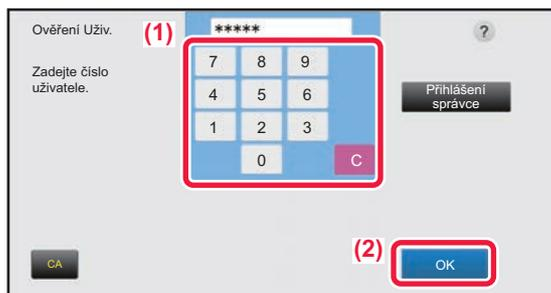 Ověření Uživ.
(1)
*****
?
Zadejte číslo
uživatele.
7 8 9
4 5 6
1 2 3
0 C
Přihlášení
správce
(2)
CA
OK